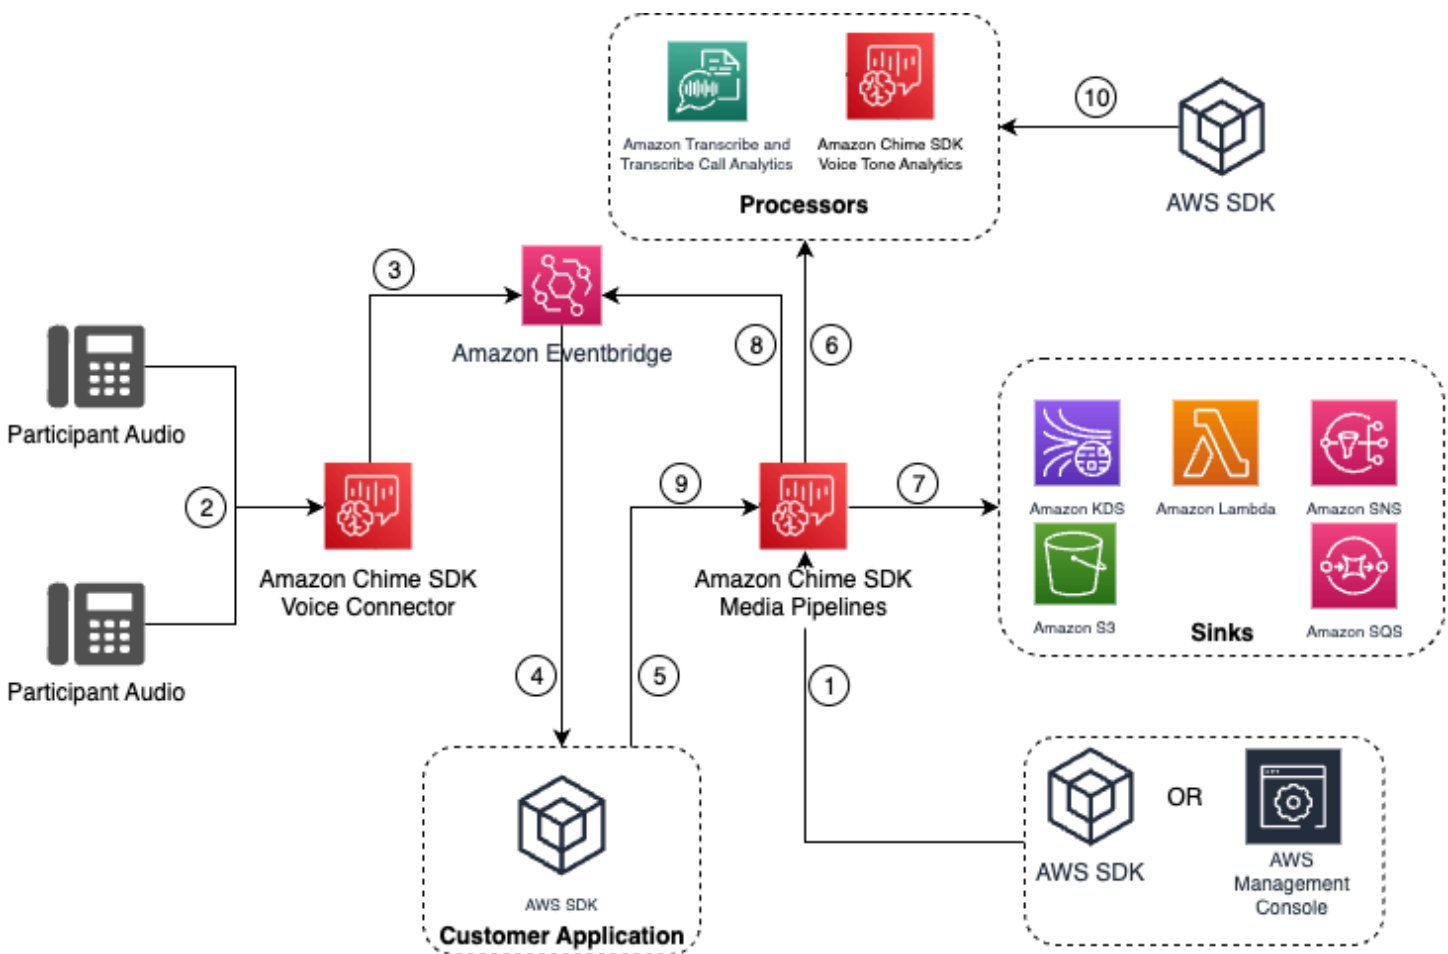 Amazon Transcribe and
Transcribe Call Analytics
Amazon Chime SDK
Voice Tone Analytics
Processors
10
AWS SDK
3
Amazon Eventbridge
8
6
Participant Audio
2
Amazon Chime SDK
Voice Connector
Participant Audio
9
7
Amazon Chime SDK
Media Pipelines
Amazon KDS
Amazon Lambda
Amazon SNS
Amazon S3
Sinks
Amazon SQS
4
5
1
AWS SDK
Customer Application
AWS SDK
OR
AWS
Management
Console